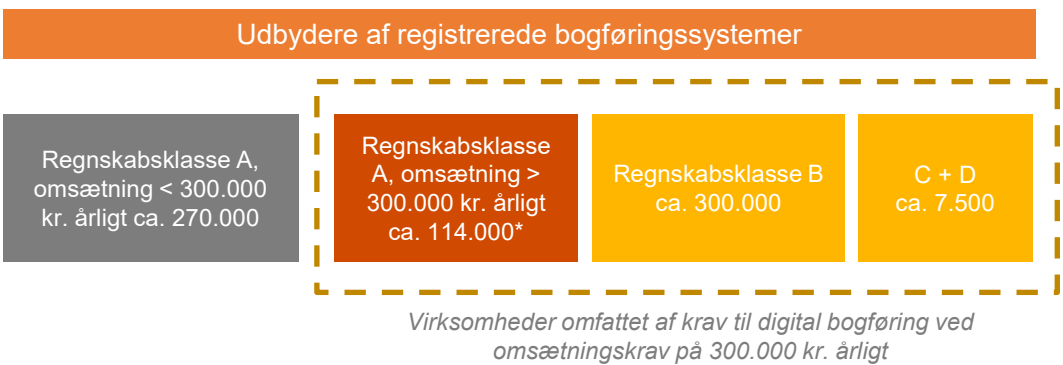 Udbydere af registrerede bogføringssystemer
Regnskabsklasse A,
omsætning < 300.000
kr. årligt ca. 270.000
Regnskabsklasse
A, omsætning >
300.000 kr. årligt
ca. 114.000*
Regnskabsklasse B
ca. 300.000
C + D
ca. 7.500
Virksomheder omfattet af krav til digital bogføring ved
omsætningskrav på 300.000 kr. årligt